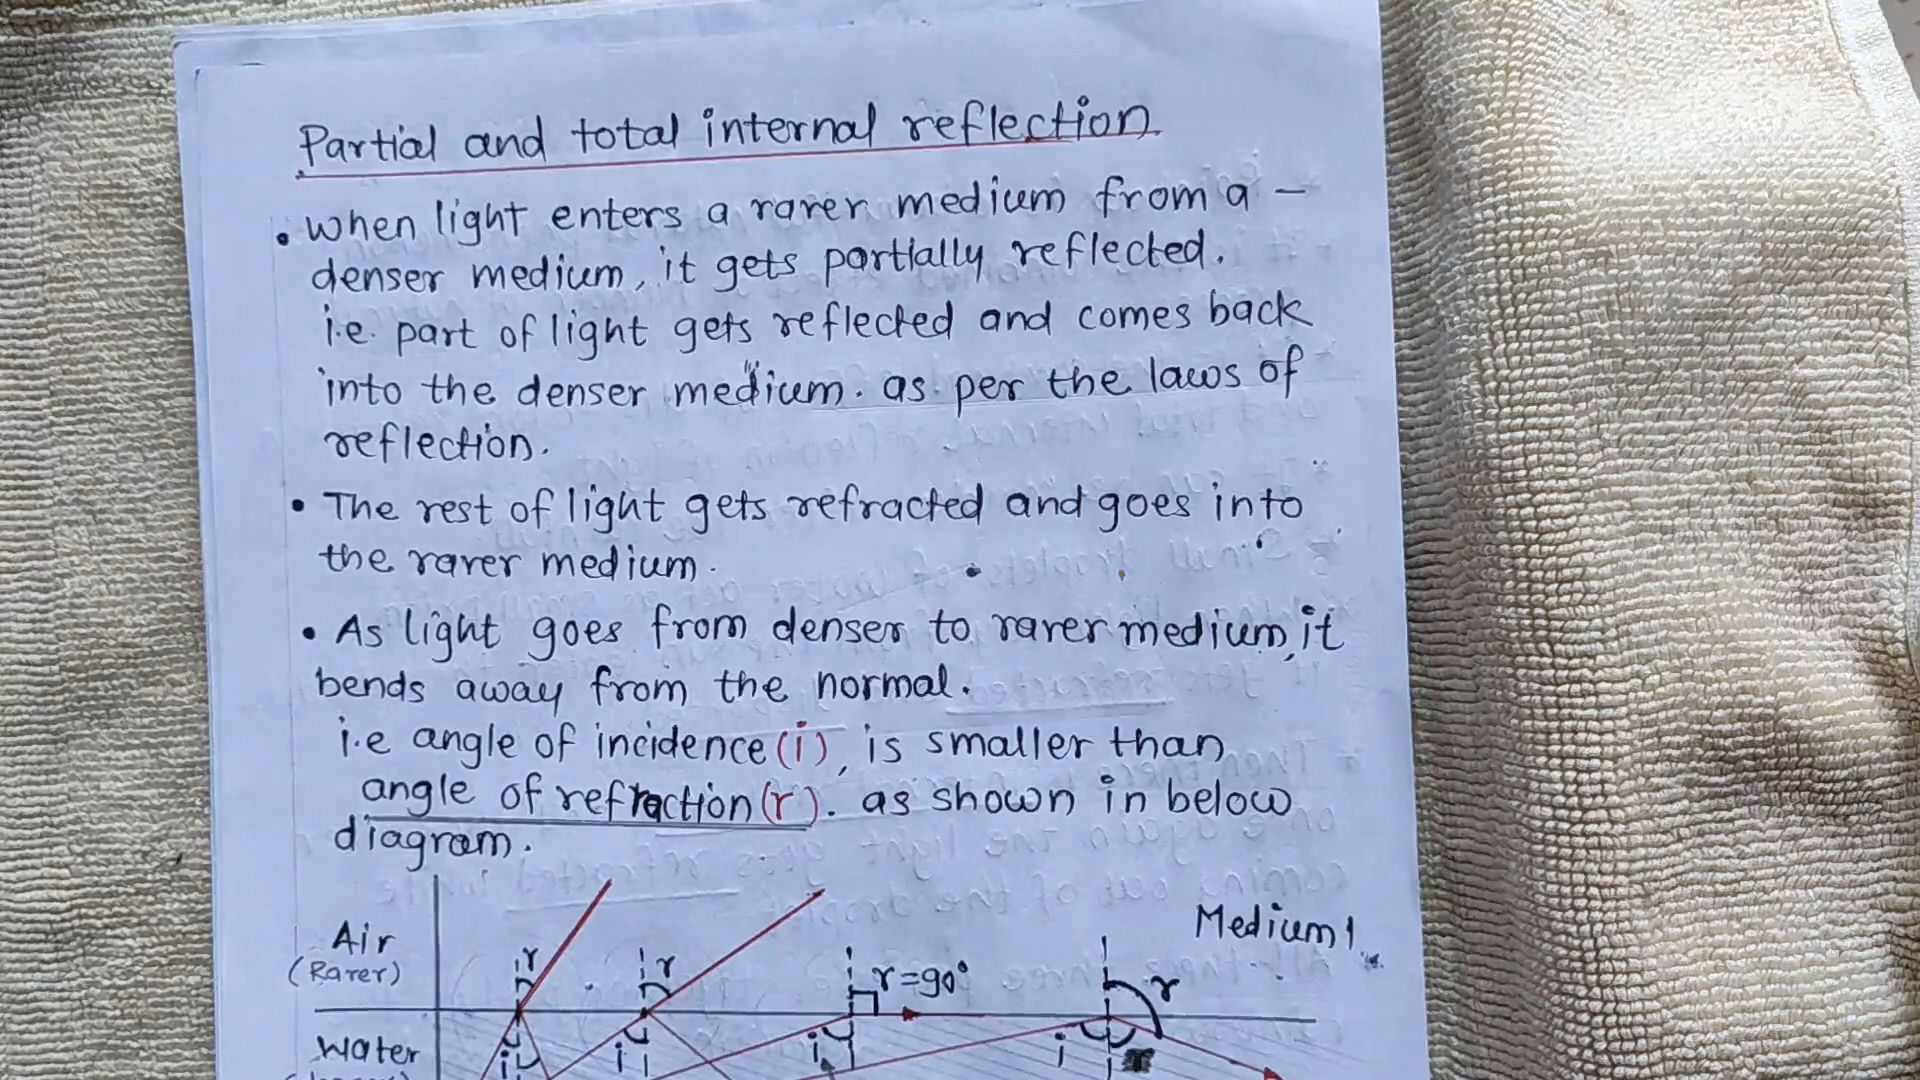 Partial and total internal reflection
• When light enters a rarer medium from a –
denser medium, it gets partially reflected.
i.e. part of light gets reflected and comes back
into the denser medium. as per the laws of
reflection.
• The rest of light gets refracted and goes into
the rarer medium.
• As light goes from denser to rarer medium, it
bends away from the normal.
i.e angle of incidence (i), is smaller than
angle of refraction (r). as shown in below
diagram.
Medium 1
Air
(Rarer)
r r r=90° r
Water
i i i i